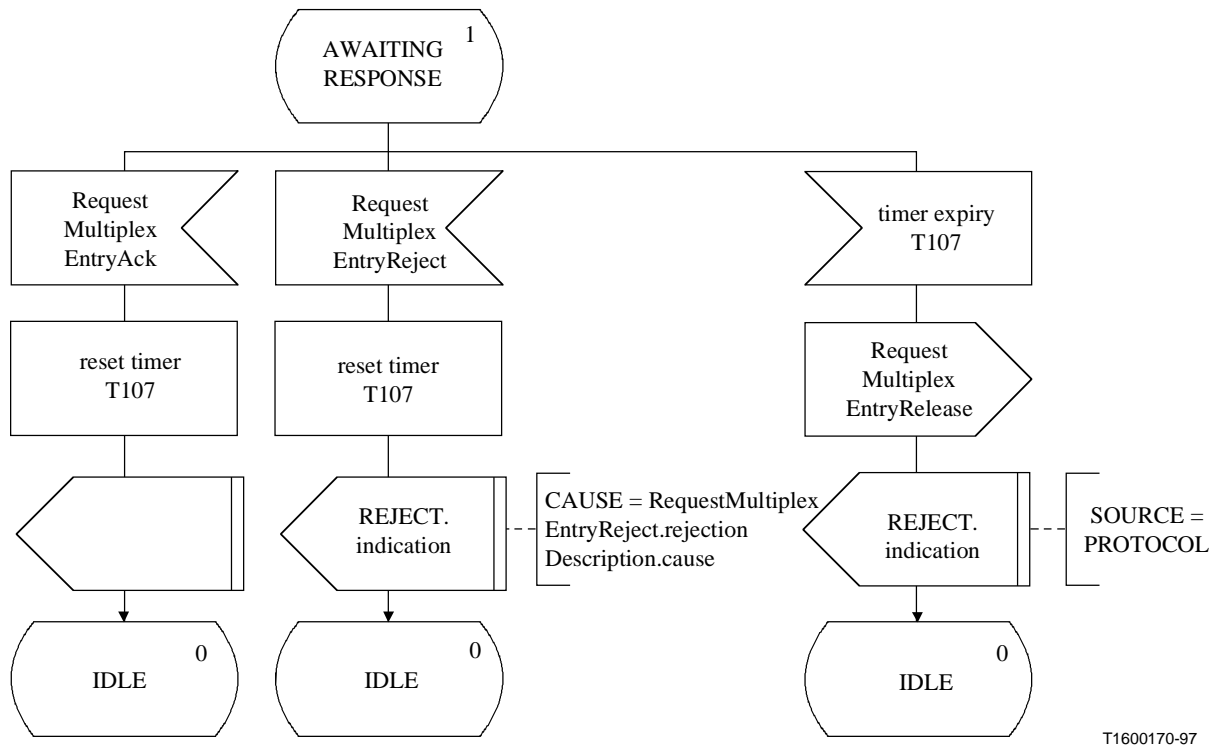 AWAITING
RESPONSE
1
Request
Multiplex
EntryAck
Request
Multiplex
EntryReject
timer expiry
T107
reset timer
T107
reset timer
T107
Request
Multiplex
EntryRelease
REJECT.
indication
CAUSE = RequestMultiplex
EntryReject.rejection
Description.cause
REJECT.
indication
SOURCE =
PROTOCOL
IDLE
0
IDLE
0
IDLE
0
T1600170-97